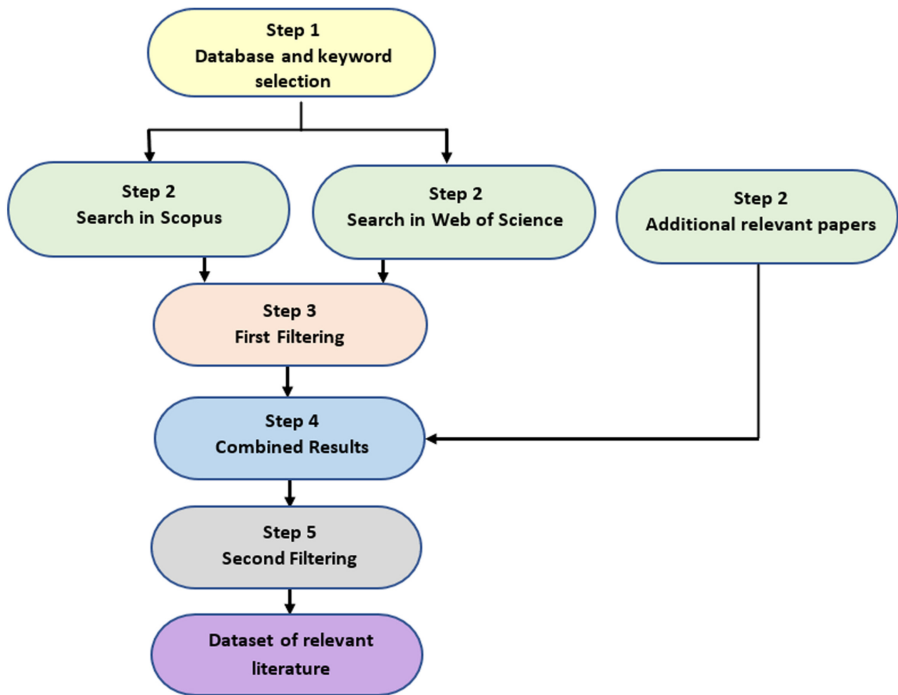 Step 1
Database and keyword
selection
Step 2
Search in Scopus
Step 2
Search in Web of Science
Step 2
Additional relevant papers
Step 3
First Filtering
Step 4
Combined Results
Step 5
Second Filtering
Dataset of relevant
literature